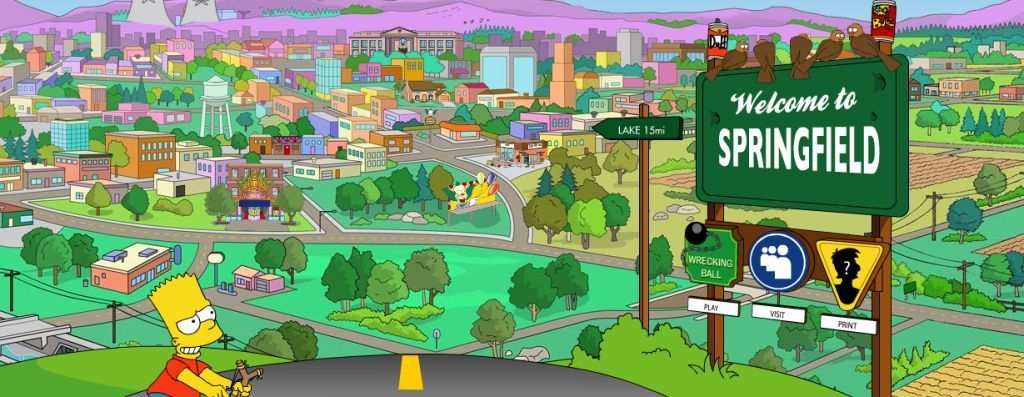 Welcome to
SPRINGFIELD
LAKE 15mi
WRECKING
BALL
PLAY
VISIT
PRINT
?